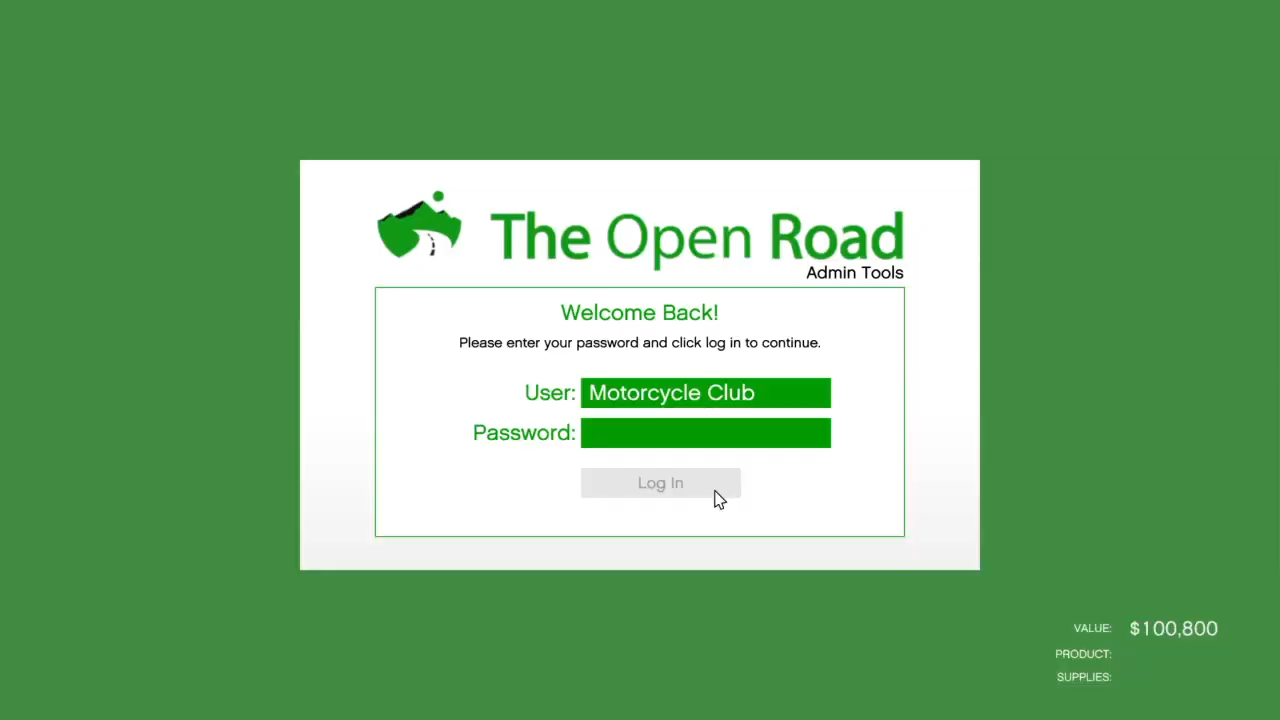 The Open Road
Admin Tools
Welcome Back!
Please enter your password and click log in to continue.
User: Motorcycle Club
Password:
Log In
VALUE: $100,800
PRODUCT:
SUPPLIES: